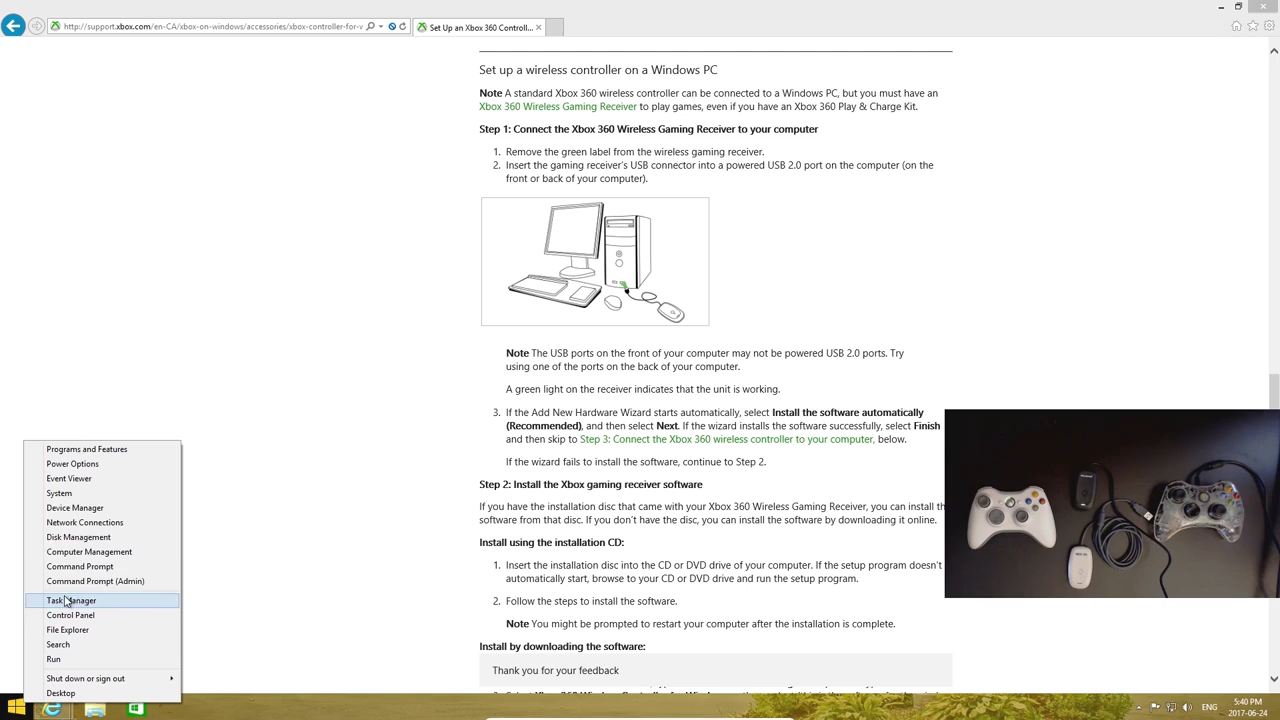 http://support.xbox.com/en-CA/xbox-on-windows/accessories/xbox-controller-for-v
Set Up an Xbox 360 Controll...
Set up a wireless controller on a Windows PC
Note A standard Xbox 360 wireless controller can be connected to a Windows PC, but you must have an
Xbox 360 Wireless Gaming Receiver to play games, even if you have an Xbox 360 Play & Charge Kit.
Step 1: Connect the Xbox 360 Wireless Gaming Receiver to your computer
1. Remove the green label from the wireless gaming receiver.
2. Insert the gaming receiver's USB connector into a powered USB 2.0 port on the computer (on the
front or back of your computer).
Note The USB ports on the front of your computer may not be powered USB 2.0 ports. Try
using one of the ports on the back of your computer.
A green light on the receiver indicates that the unit is working.
3. If the Add New Hardware Wizard starts automatically, select Install the software automatically
(Recommended), and then select Next. If the wizard installs the software successfully, select Finish
and then skip to Step 3: Connect the Xbox 360 wireless controller to your computer, below.
If the wizard fails to install the software, continue to Step 2.
Step 2: Install the Xbox gaming receiver software
If you have the installation disc that came with your Xbox 360 Wireless Gaming Receiver, you can install th
software from that disc. If you don't have the disc, you can install the software by downloading it online.
Install using the installation CD:
1. Insert the installation disc into the CD or DVD drive of your computer. If the setup program doesn't
automatically start, browse to your CD or DVD drive and run the setup program.
2. Follow the steps to install the software.
Note You might be prompted to restart your computer after the installation is complete.
Install by downloading the software:
Thank you for your feedback
Programs and Features
Power Options
Event Viewer
System
Device Manager
Network Connections
Disk Management
Computer Management
Command Prompt
Command Prompt (Admin)
Task Manager
Control Panel
File Explorer
Search
Run
Shut down or sign out
Desktop
ENG
5:40 PM
2017-06-24